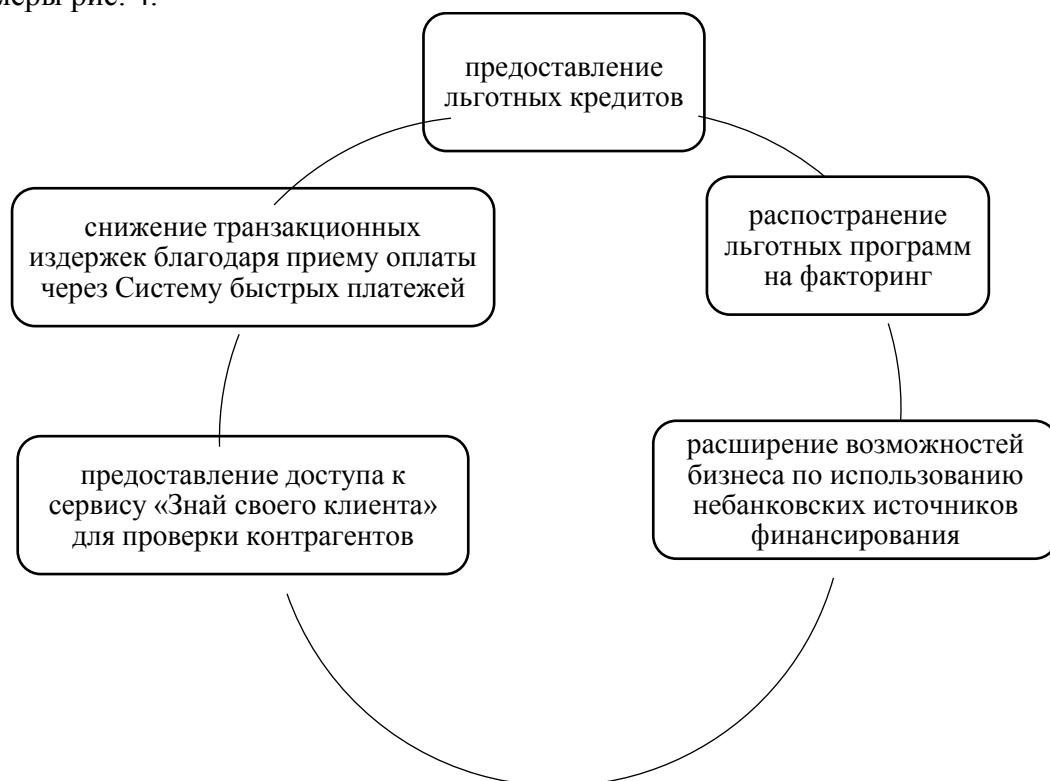 меры рис. 4.
предоставление
льготных кредитов
снижение транзакционных
издержек благодаря приему оплаты
через Систему быстрых платежей
распостранение
льготных программ
на факторинг
предоставление доступа к
сервису «Знай своего клиента»
для проверки контрагентов
расширение возможностей
бизнеса по использованию
небанковских источников
финансирования